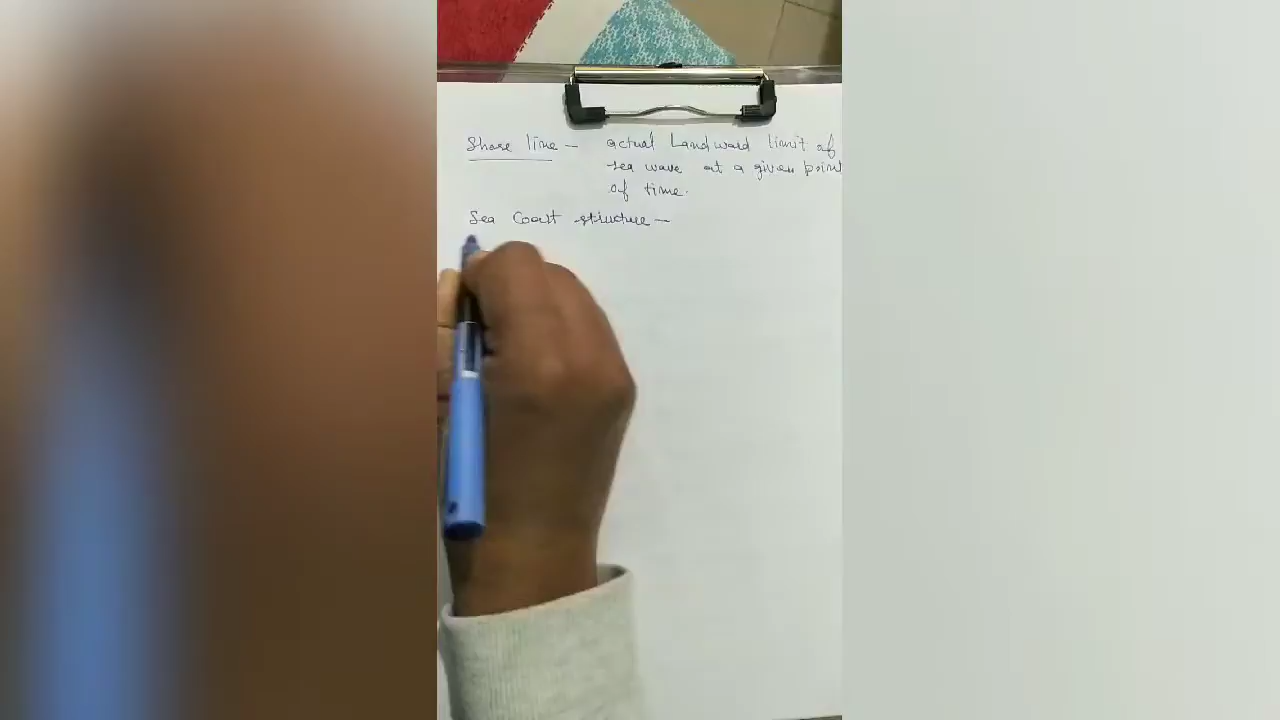 Shore line - actual Landward limit of
sea wave at a given point
of time.
Sea Coast structure -